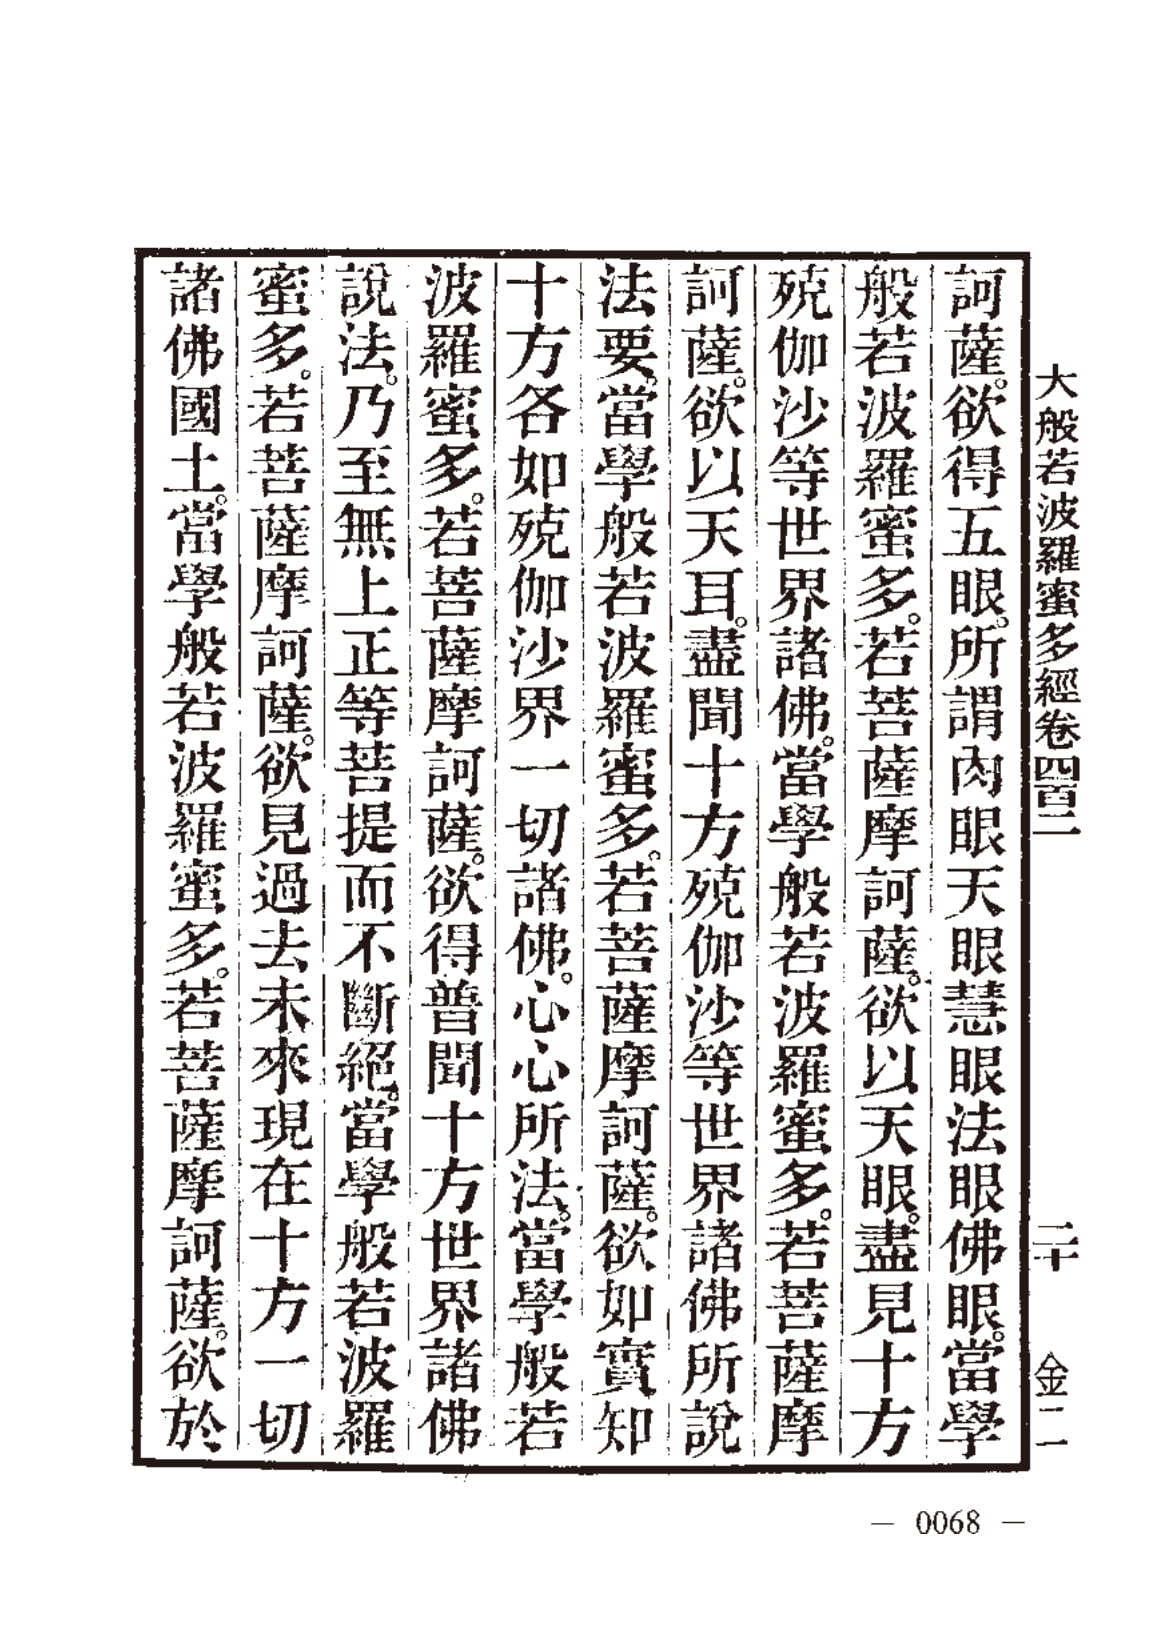 大般若波羅蜜多經卷四百二 二十 金二
訶薩。欲得五眼。所謂肉眼天眼慧眼法眼佛眼。當學
般若波羅蜜多。若菩薩摩訶薩。欲以天眼。盡見十方
殑伽沙等世界諸佛。當學般若波羅蜜多。若菩薩摩
訶薩。欲以天耳。盡聞十方殑伽沙等世界諸佛所說
法要。當學般若波羅蜜多。若菩薩摩訶薩。欲如實知
十方各如殑伽沙界一切諸佛。心心所法。當學般若
波羅蜜多。若菩薩摩訶薩。欲得普聞十方世界諸佛
說法。乃至無上正等菩提而不斷絕。當學般若波羅
蜜多。若菩薩摩訶薩。欲見過去未來現在十方一切
諸佛國土。當學般若波羅蜜多。若菩薩摩訶薩。欲於
— 0068 —